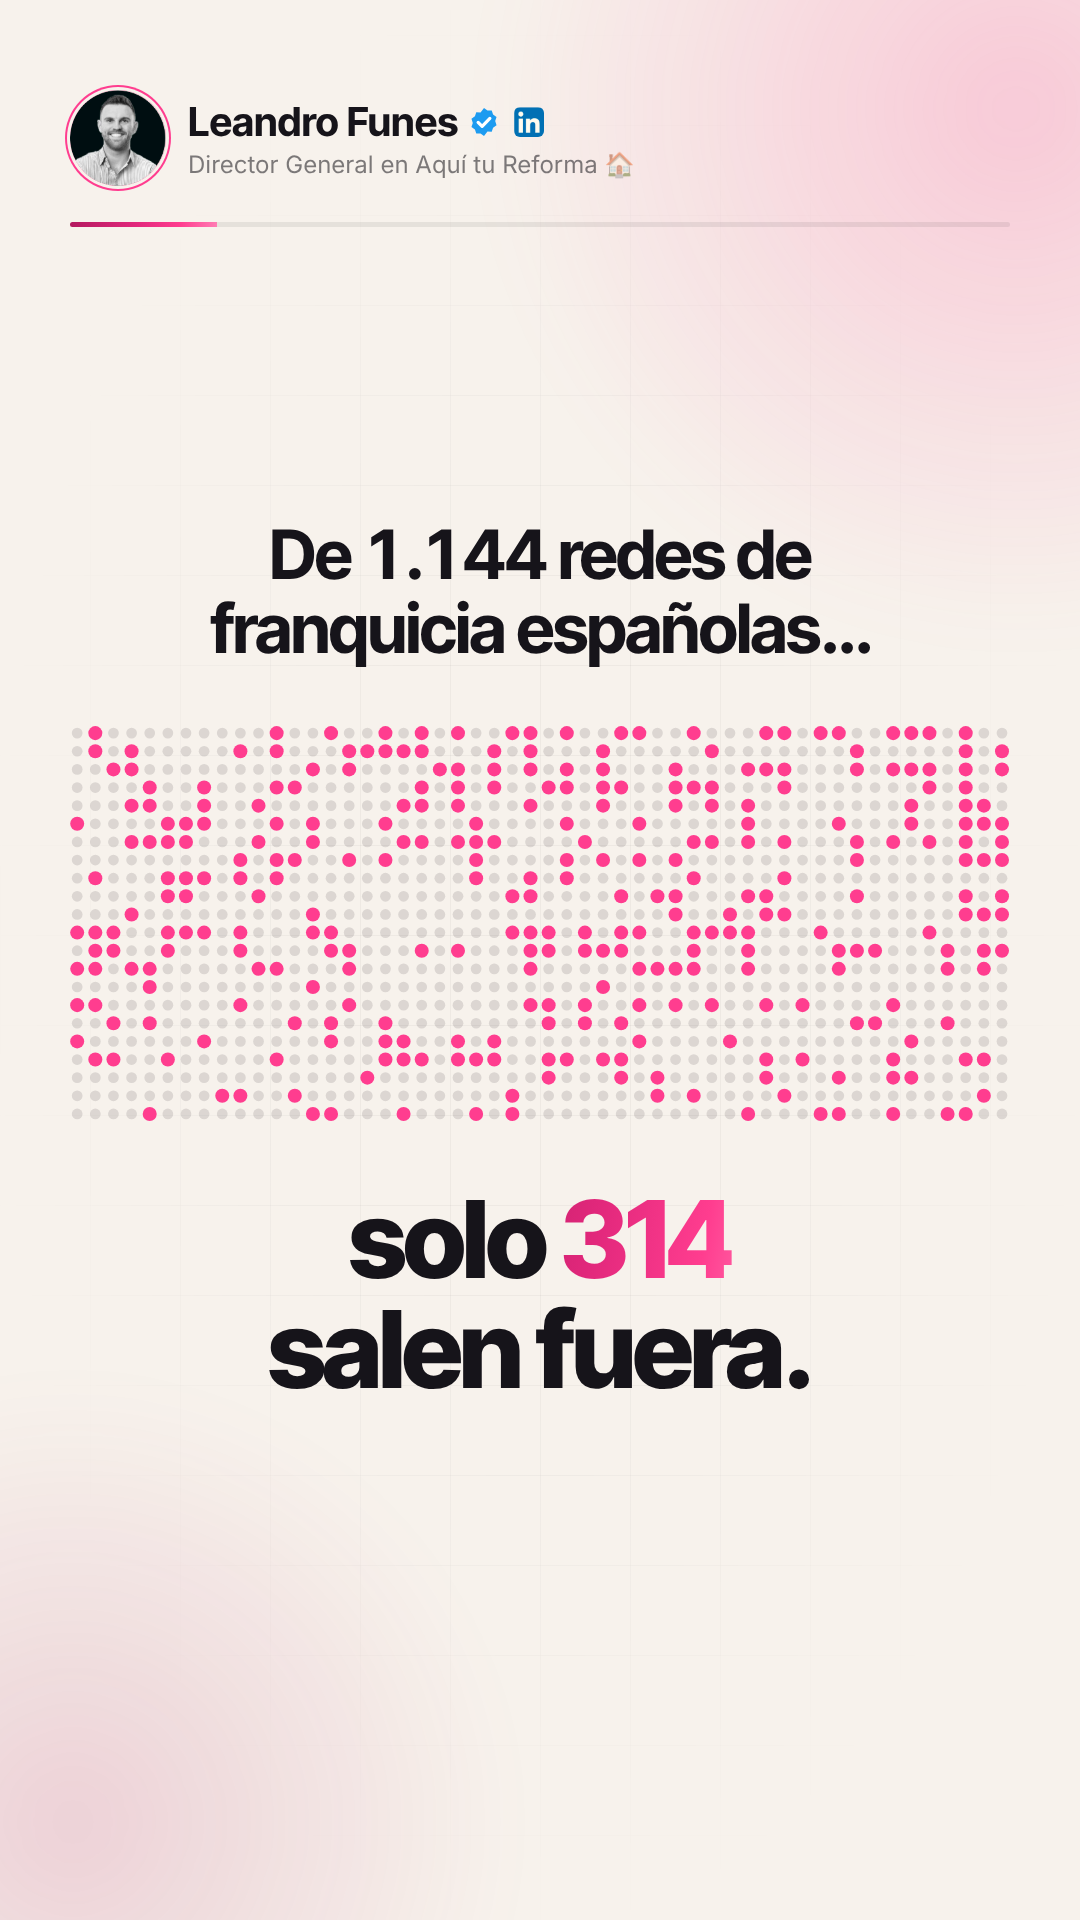 Leandro Funes
in
Director General en Aquí tu Reforma
De 1.144 redes de
franquicia españolas...
solo 314
salen fuera.